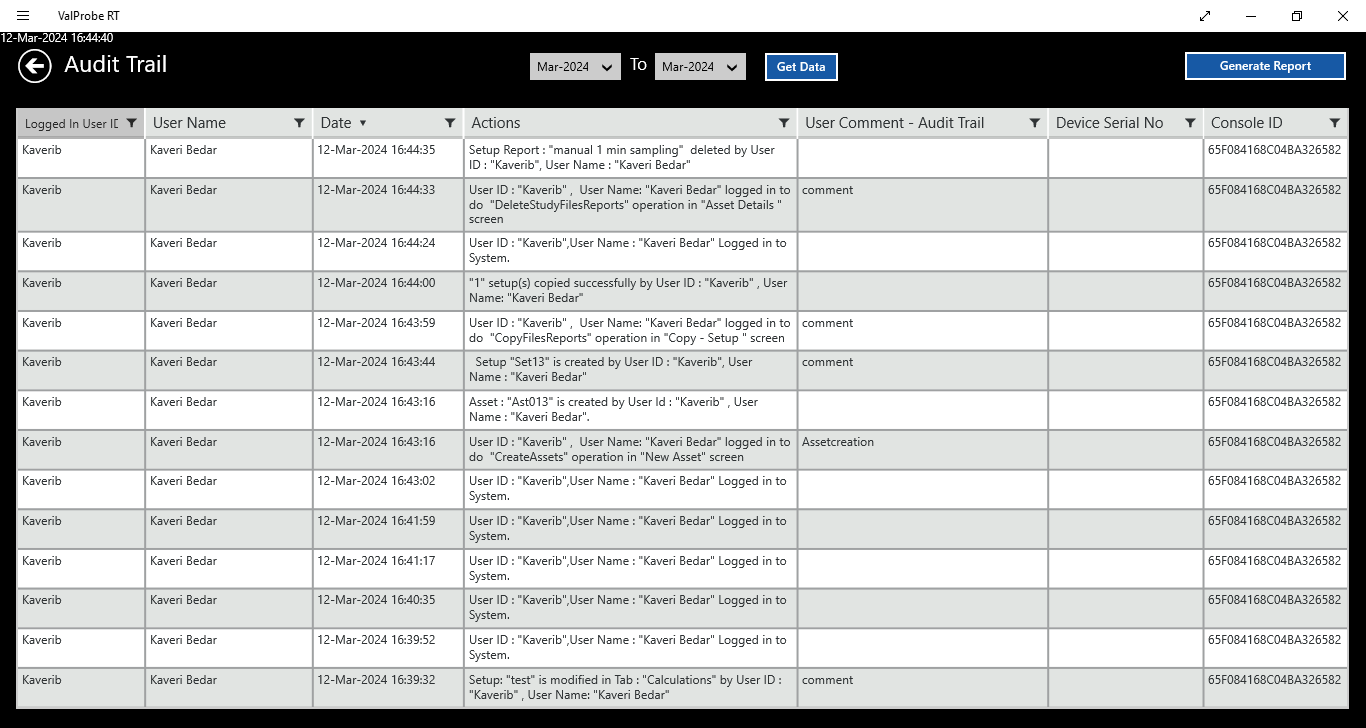 ValProbe RT
12-Mar-2024 16:44:40
Audit Trail
Mar-2024 To Mar-2024 Get Data Generate Report
Logged In User ID User Name Date Actions User Comment - Audit Trail Device Serial No Console ID
Kaverib Kaveri Bedar 12-Mar-2024 16:44:35 Setup Report : "manual 1 min sampling"  deleted by User 65F084168C04BA326582
ID : "Kaverib", User Name : "Kaveri Bedar"
Kaverib Kaveri Bedar 12-Mar-2024 16:44:33 User ID : "Kaverib" ,  User Name: "Kaveri Bedar" logged in to comment 65F084168C04BA326582
do  "DeleteStudyFilesReports" operation in "Asset Details "
screen
Kaverib Kaveri Bedar 12-Mar-2024 16:44:24 User ID : "Kaverib",User Name : "Kaveri Bedar" Logged in to 65F084168C04BA326582
System.
Kaverib Kaveri Bedar 12-Mar-2024 16:44:00 "1" setup(s) copied successfully by User ID : "Kaverib" , User 65F084168C04BA326582
Name: "Kaveri Bedar"
Kaverib Kaveri Bedar 12-Mar-2024 16:43:59 User ID : "Kaverib" ,  User Name: "Kaveri Bedar" logged in to comment 65F084168C04BA326582
do  "CopyFilesReports" operation in "Copy - Setup " screen
Kaverib Kaveri Bedar 12-Mar-2024 16:43:44 Setup "Set13" is created by User ID : "Kaverib", User comment 65F084168C04BA326582
Name : "Kaveri Bedar"
Kaverib Kaveri Bedar 12-Mar-2024 16:43:16 Asset : "Ast013" is created by User Id : "Kaverib" , User 65F084168C04BA326582
Name : "Kaveri Bedar".
Kaverib Kaveri Bedar 12-Mar-2024 16:43:16 User ID : "Kaverib" ,  User Name: "Kaveri Bedar" logged in to Assetcreation 65F084168C04BA326582
do  "CreateAssets" operation in "New Asset" screen
Kaverib Kaveri Bedar 12-Mar-2024 16:43:02 User ID : "Kaverib",User Name : "Kaveri Bedar" Logged in to 65F084168C04BA326582
System.
Kaverib Kaveri Bedar 12-Mar-2024 16:41:59 User ID : "Kaverib",User Name : "Kaveri Bedar" Logged in to 65F084168C04BA326582
System.
Kaverib Kaveri Bedar 12-Mar-2024 16:41:17 User ID : "Kaverib",User Name : "Kaveri Bedar" Logged in to 65F084168C04BA326582
System.
Kaverib Kaveri Bedar 12-Mar-2024 16:40:35 User ID : "Kaverib",User Name : "Kaveri Bedar" Logged in to 65F084168C04BA326582
System.
Kaverib Kaveri Bedar 12-Mar-2024 16:39:52 User ID : "Kaverib",User Name : "Kaveri Bedar" Logged in to 65F084168C04BA326582
System.
Kaverib Kaveri Bedar 12-Mar-2024 16:39:32 Setup: "test" is modified in Tab : "Calculations" by User ID : comment 65F084168C04BA326582
"Kaverib" , User Name: "Kaveri Bedar"